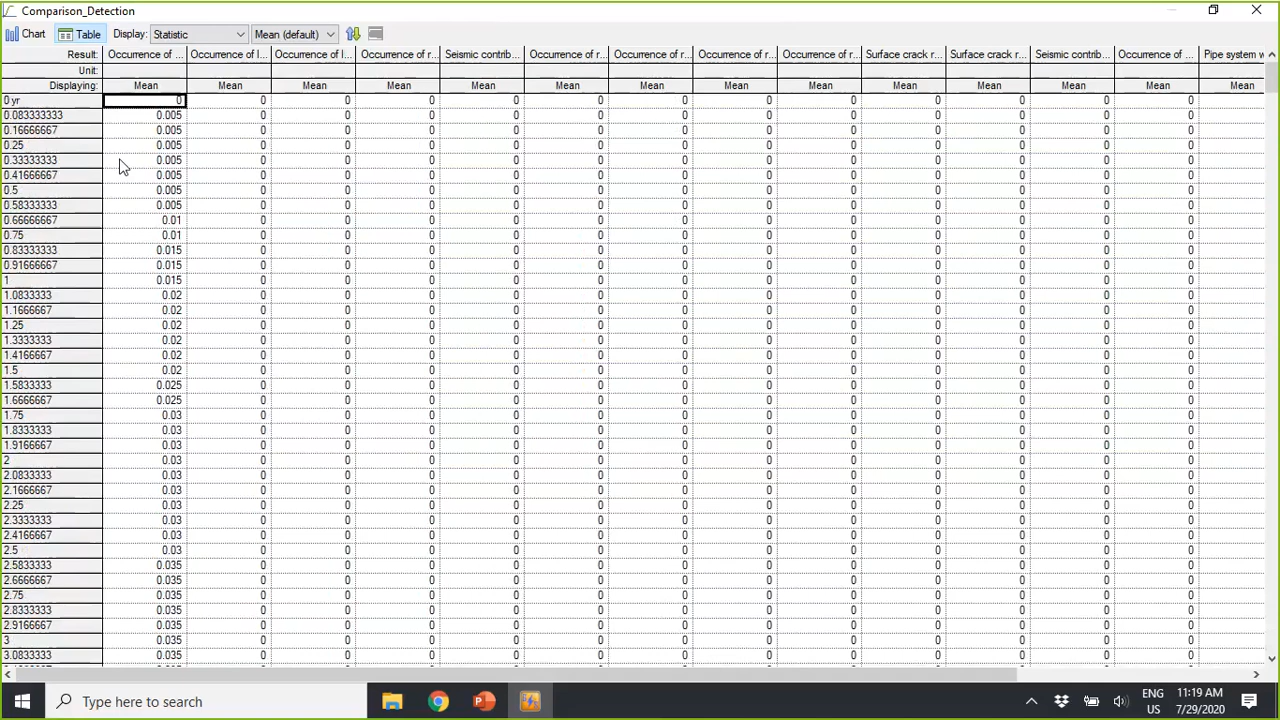 Comparison_Detection
Chart Table Display: Statistic Mean (default)
Result: Occurrence of ... Occurrence of l... Occurrence of l... Occurrence of r... Seismic contrib... Occurrence of r... Occurrence of r... Occurrence of r... Occurrence of r... Surface crack r... Surface crack r... Seismic contrib... Occurrence of ... Pipe system w
Unit:
Displaying: Mean Mean Mean Mean Mean Mean Mean Mean Mean Mean Mean Mean Mean Mean
0 yr 0 0 0 0 0 0 0 0 0 0 0 0 0
0.083333333 0.005 0 0 0 0 0 0 0 0 0 0 0 0
0.16666667 0.005 0 0 0 0 0 0 0 0 0 0 0 0
0.25 0.005 0 0 0 0 0 0 0 0 0 0 0 0
0.33333333 0.005 0 0 0 0 0 0 0 0 0 0 0 0
0.41666667 0.005 0 0 0 0 0 0 0 0 0 0 0 0
0.5 0.005 0 0 0 0 0 0 0 0 0 0 0 0
0.58333333 0.005 0 0 0 0 0 0 0 0 0 0 0 0
0.66666667 0.01 0 0 0 0 0 0 0 0 0 0 0 0
0.75 0.01 0 0 0 0 0 0 0 0 0 0 0 0
0.83333333 0.015 0 0 0 0 0 0 0 0 0 0 0 0
0.91666667 0.015 0 0 0 0 0 0 0 0 0 0 0 0
1 0.015 0 0 0 0 0 0 0 0 0 0 0 0
1.0833333 0.02 0 0 0 0 0 0 0 0 0 0 0 0
1.1666667 0.02 0 0 0 0 0 0 0 0 0 0 0 0
1.25 0.02 0 0 0 0 0 0 0 0 0 0 0 0
1.3333333 0.02 0 0 0 0 0 0 0 0 0 0 0 0
1.4166667 0.02 0 0 0 0 0 0 0 0 0 0 0 0
1.5 0.02 0 0 0 0 0 0 0 0 0 0 0 0
1.5833333 0.025 0 0 0 0 0 0 0 0 0 0 0 0
1.6666667 0.025 0 0 0 0 0 0 0 0 0 0 0 0
1.75 0.03 0 0 0 0 0 0 0 0 0 0 0 0
1.8333333 0.03 0 0 0 0 0 0 0 0 0 0 0 0
1.9166667 0.03 0 0 0 0 0 0 0 0 0 0 0 0
2 0.03 0 0 0 0 0 0 0 0 0 0 0 0
2.0833333 0.03 0 0 0 0 0 0 0 0 0 0 0 0
2.1666667 0.03 0 0 0 0 0 0 0 0 0 0 0 0
2.25 0.03 0 0 0 0 0 0 0 0 0 0 0 0
2.3333333 0.03 0 0 0 0 0 0 0 0 0 0 0 0
2.4166667 0.03 0 0 0 0 0 0 0 0 0 0 0 0
2.5 0.03 0 0 0 0 0 0 0 0 0 0 0 0
2.5833333 0.035 0 0 0 0 0 0 0 0 0 0 0 0
2.6666667 0.035 0 0 0 0 0 0 0 0 0 0 0 0
2.75 0.035 0 0 0 0 0 0 0 0 0 0 0 0
2.8333333 0.035 0 0 0 0 0 0 0 0 0 0 0 0
2.9166667 0.035 0 0 0 0 0 0 0 0 0 0 0 0
3 0.035 0 0 0 0 0 0 0 0 0 0 0 0
3.0833333 0.035 0 0 0 0 0 0 0 0 0 0 0 0
Type here to search ENG 11:19 AM
US 7/29/2020